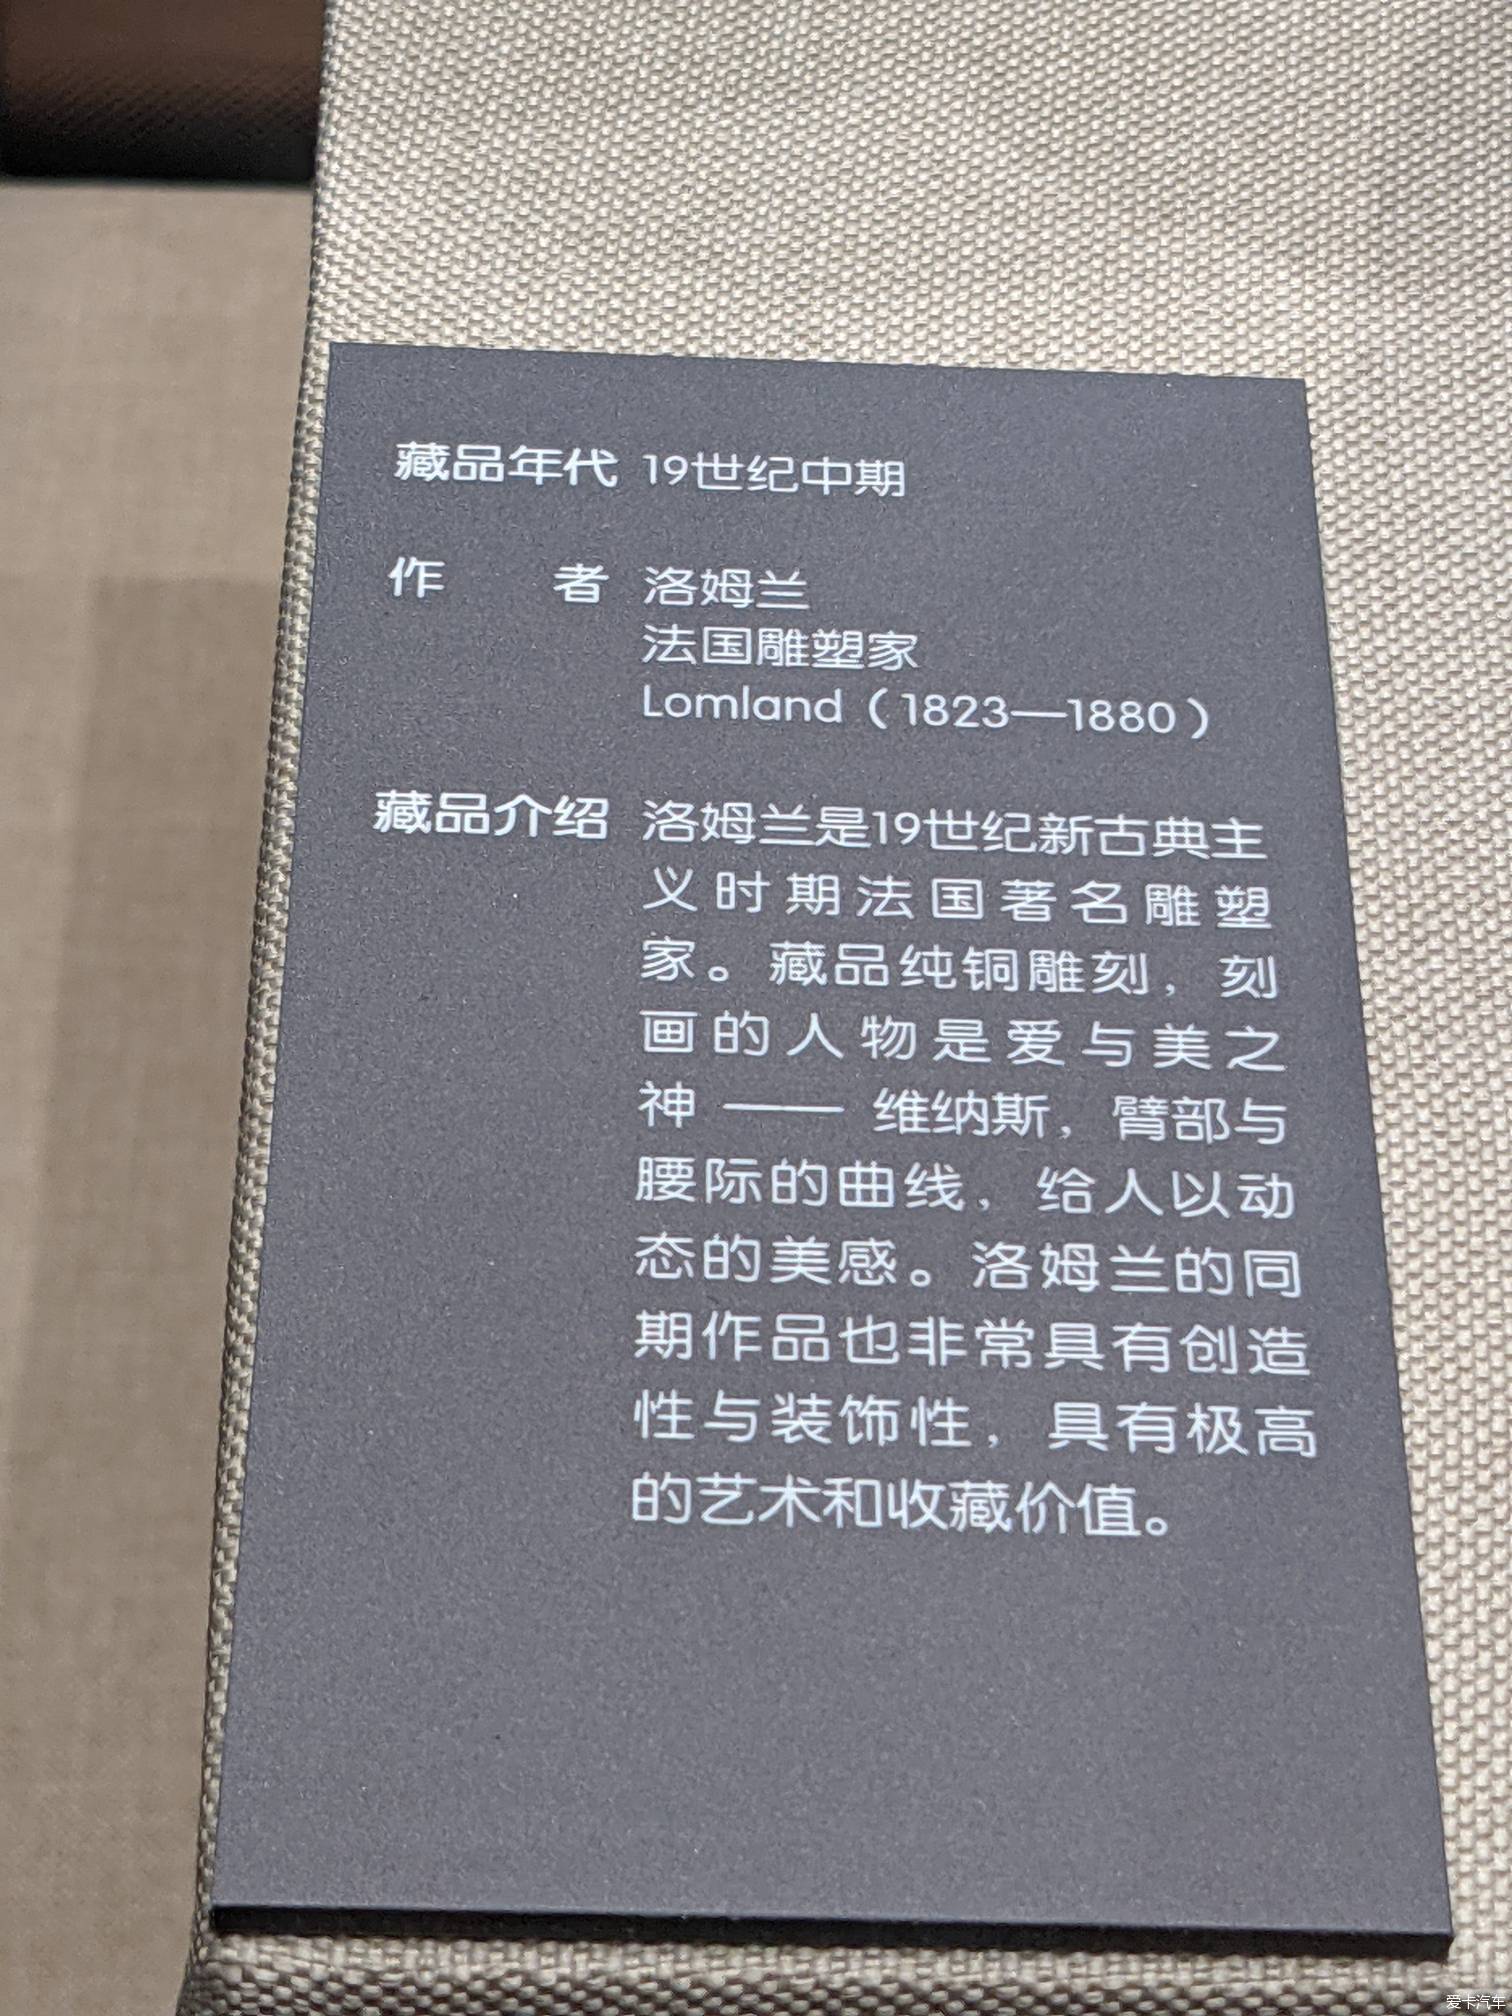 藏品年代 19世纪中期
作 者 洛姆兰
法国雕塑家
Lomland（1823—1880）
藏品介绍 洛姆兰是19世纪新古典主
义时期法国著名雕塑
家。藏品纯铜雕刻，刻
画的人物是爱与美之
神 —— 维纳斯，臂部与
腰际的曲线，给人以动
态的美感。洛姆兰的同
期作品也非常具有创造
性与装饰性，具有极高
的艺术和收藏价值。
爱卡汽车